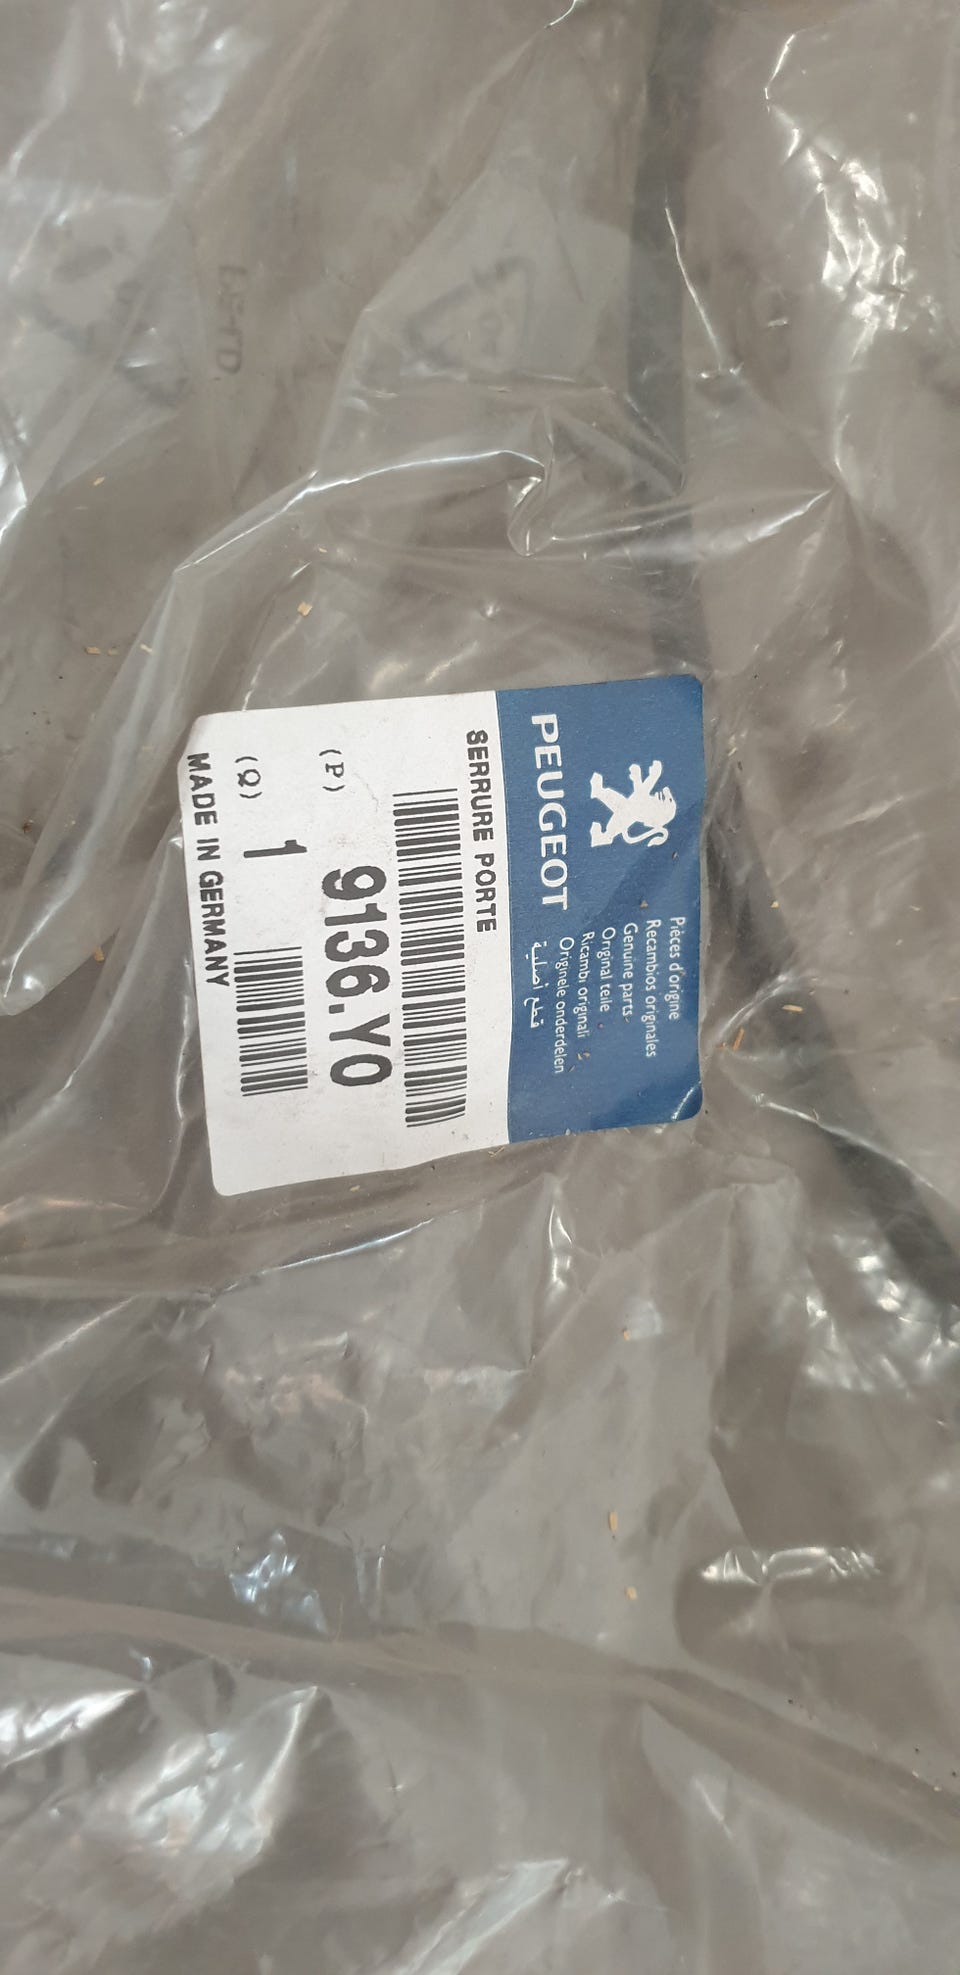 PEUGEOT
Pièces d'origine
Recambios originales
Genuine parts
Original teile
Ricambi originali
Originele onderdelen
قطع أصلية
SERRURE PORTE
(P) 9136.Y0
(Q) 1
MADE IN GERMANY